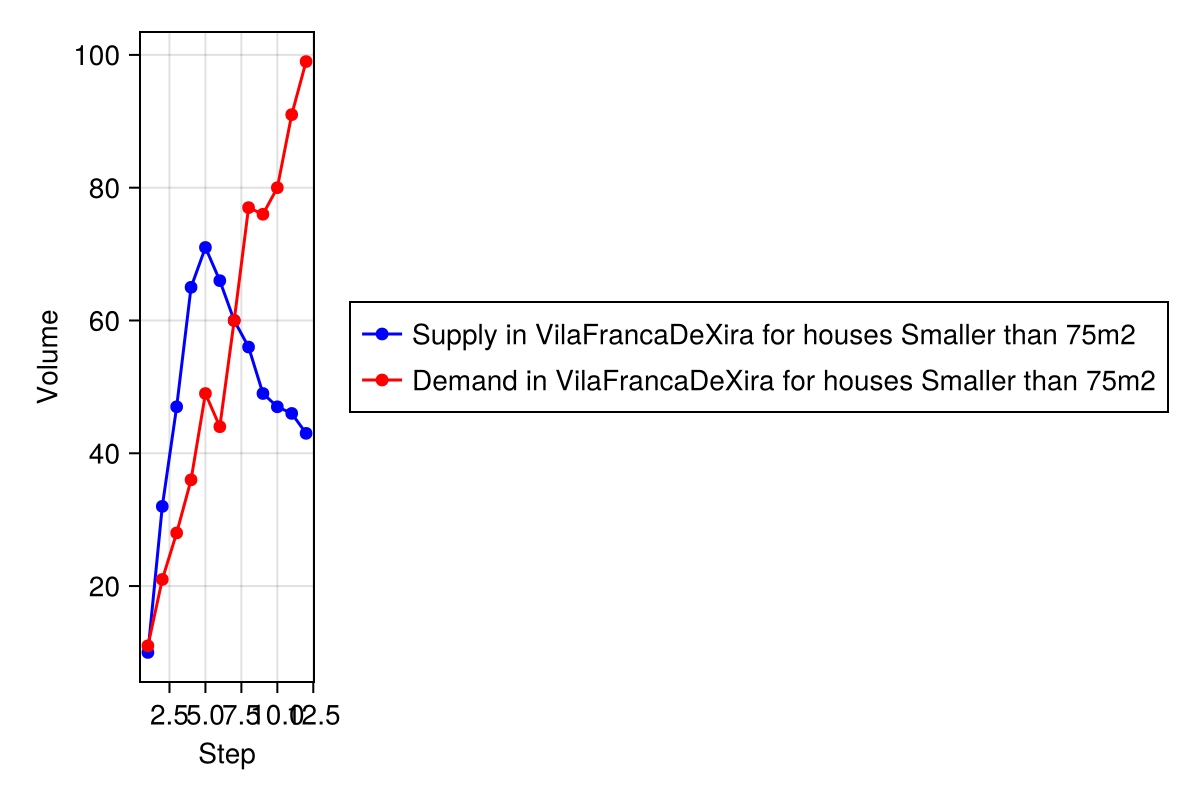 100
80
60
40
20
Volume
2.5 5.0 7.5 10.0 12.5
Step
Supply in VilaFrancaDeXira for houses Smaller than 75m2
Demand in VilaFrancaDeXira for houses Smaller than 75m2